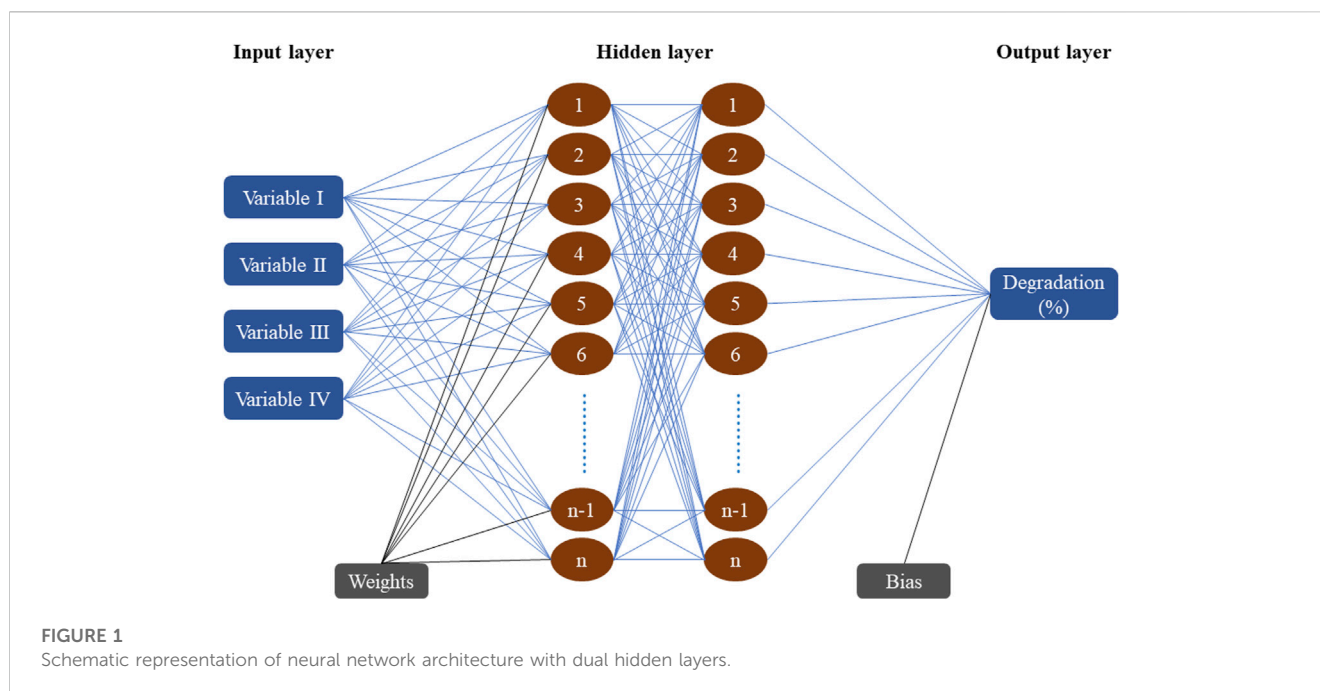 Input layer
Hidden layer
Output layer
Variable I
Variable II
Variable III
Variable IV
Weights
1
2
3
4
5
6
n-1
n
1
2
3
4
5
6
n-1
n
Degradation
(%)
Bias
FIGURE 1
Schematic representation of neural network architecture with dual hidden layers.